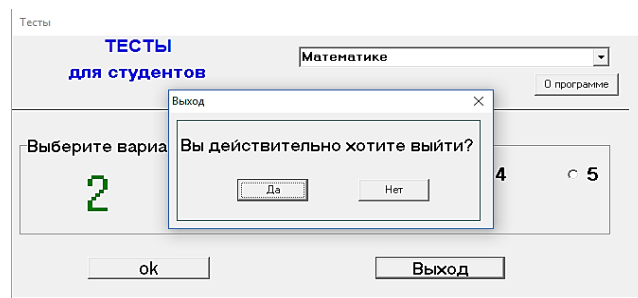 Тесты
ТЕСТЫ
для студентов
Математике
О программе
Выход
Выберите вариа
Вы действительно хотите выйти?
2
4
5
Да
Нет
ok
Выход